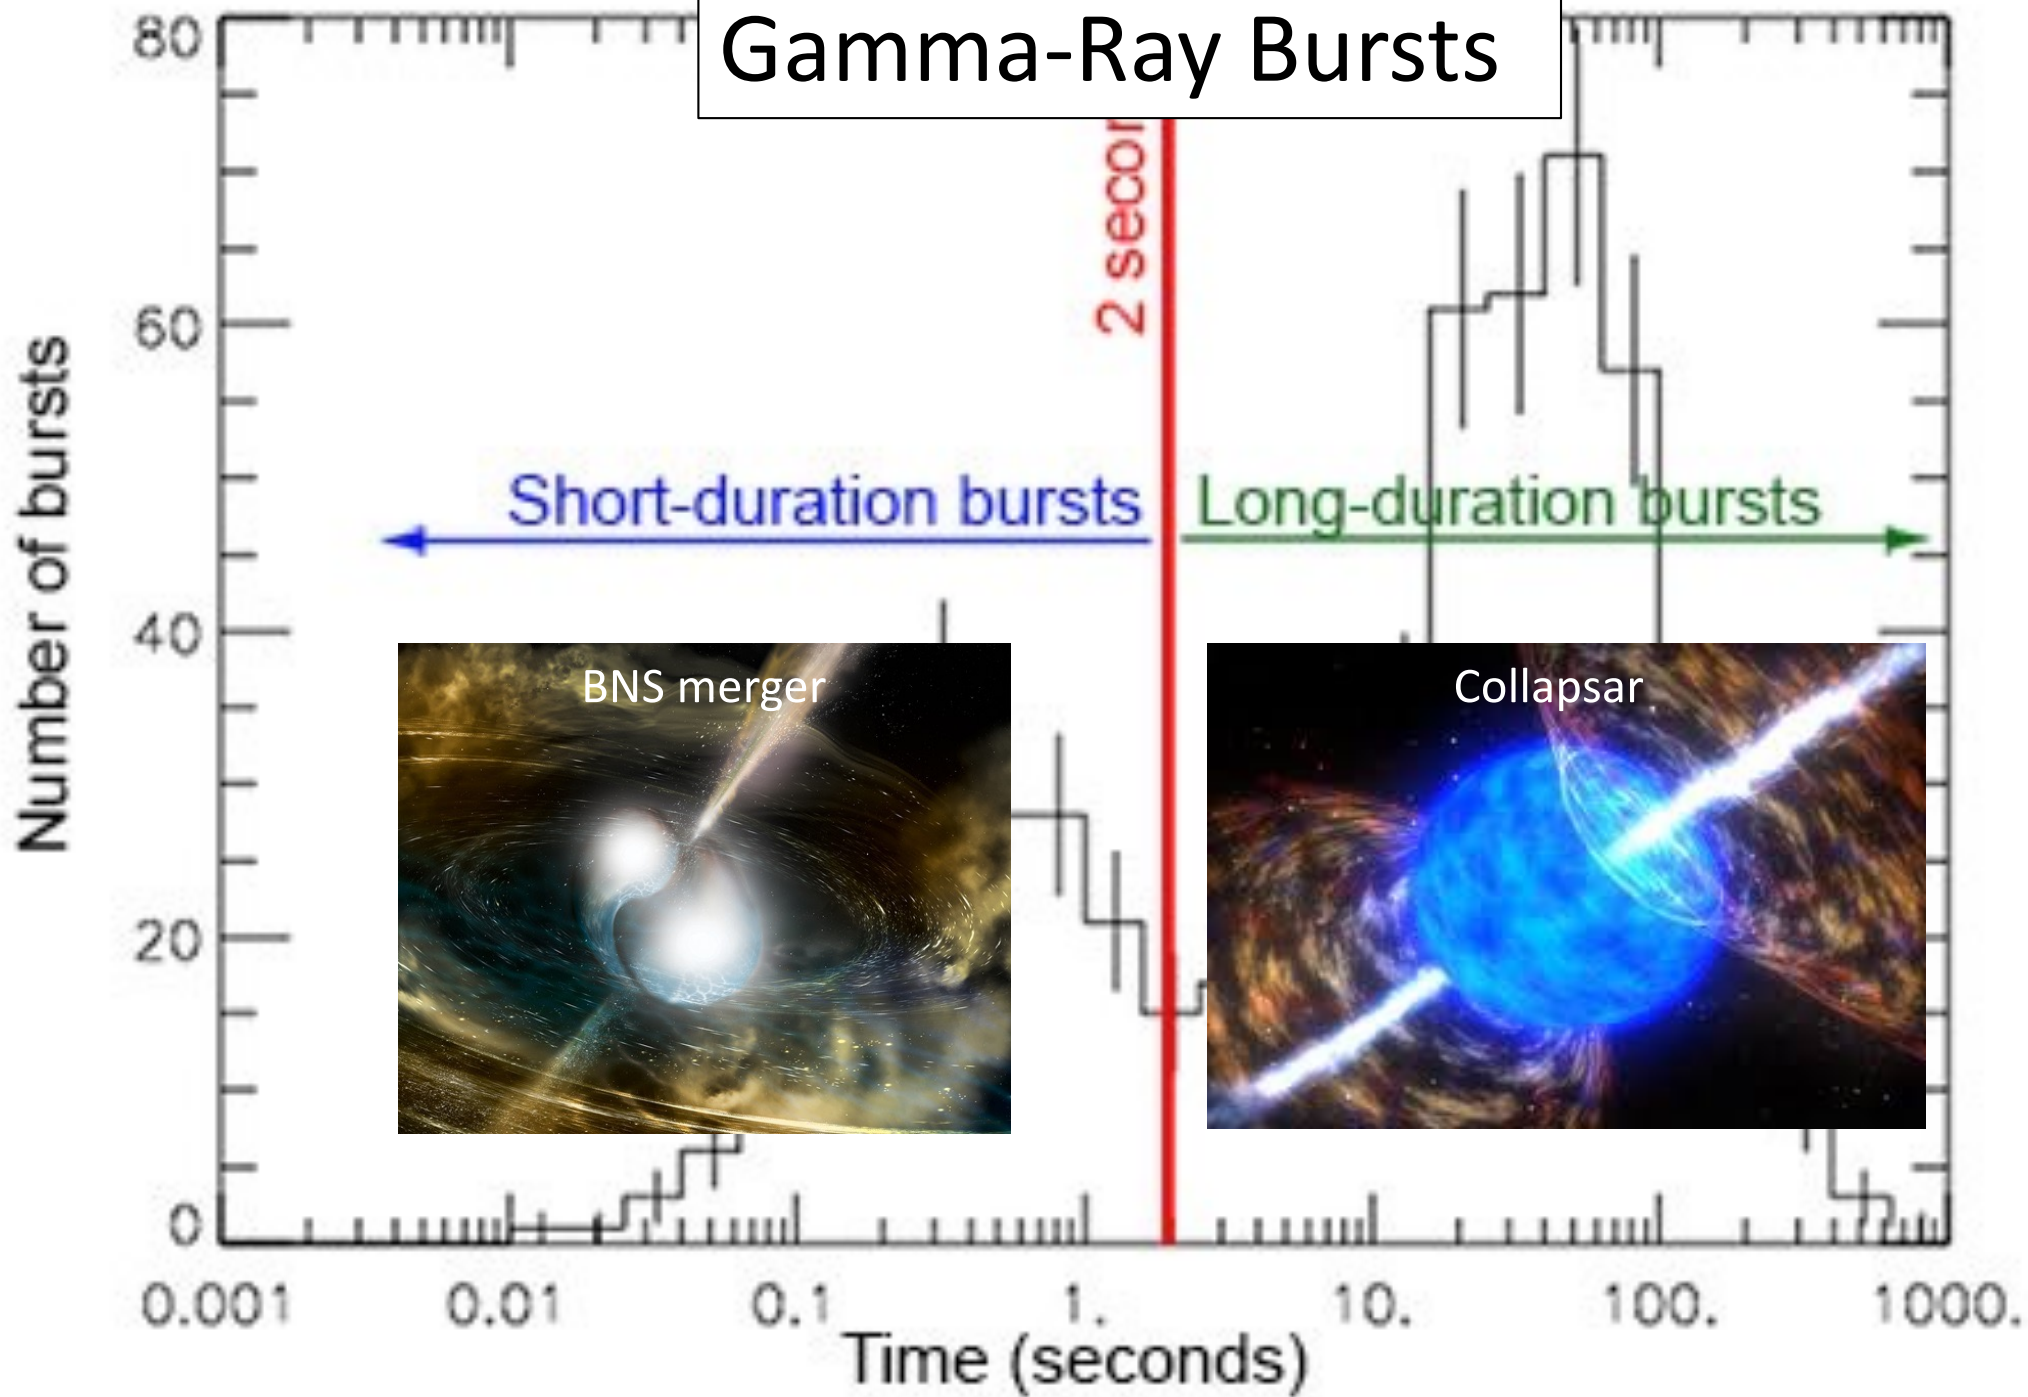 Gamma-Ray Bursts
80
60
40
20
0
Number of bursts
2 secon
Short-duration bursts
Long-duration bursts
BNS merger
Collapsar
0.001
0.01
0.1
1.
10.
100.
1000.
Time (seconds)